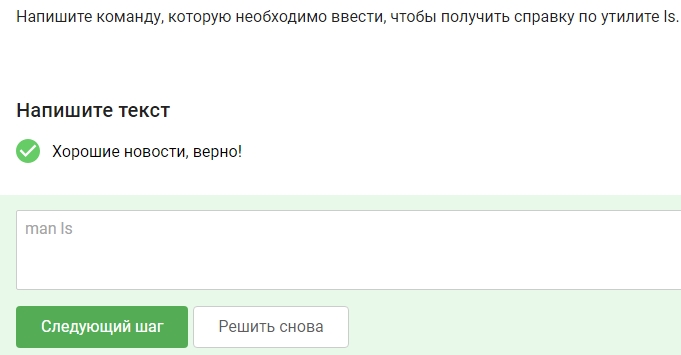 Напишите команду, которую необходимо ввести, чтобы получить справку по утилите ls.
Напишите текст
Хорошие новости, верно!
man ls
Следующий шаг
Решить снова